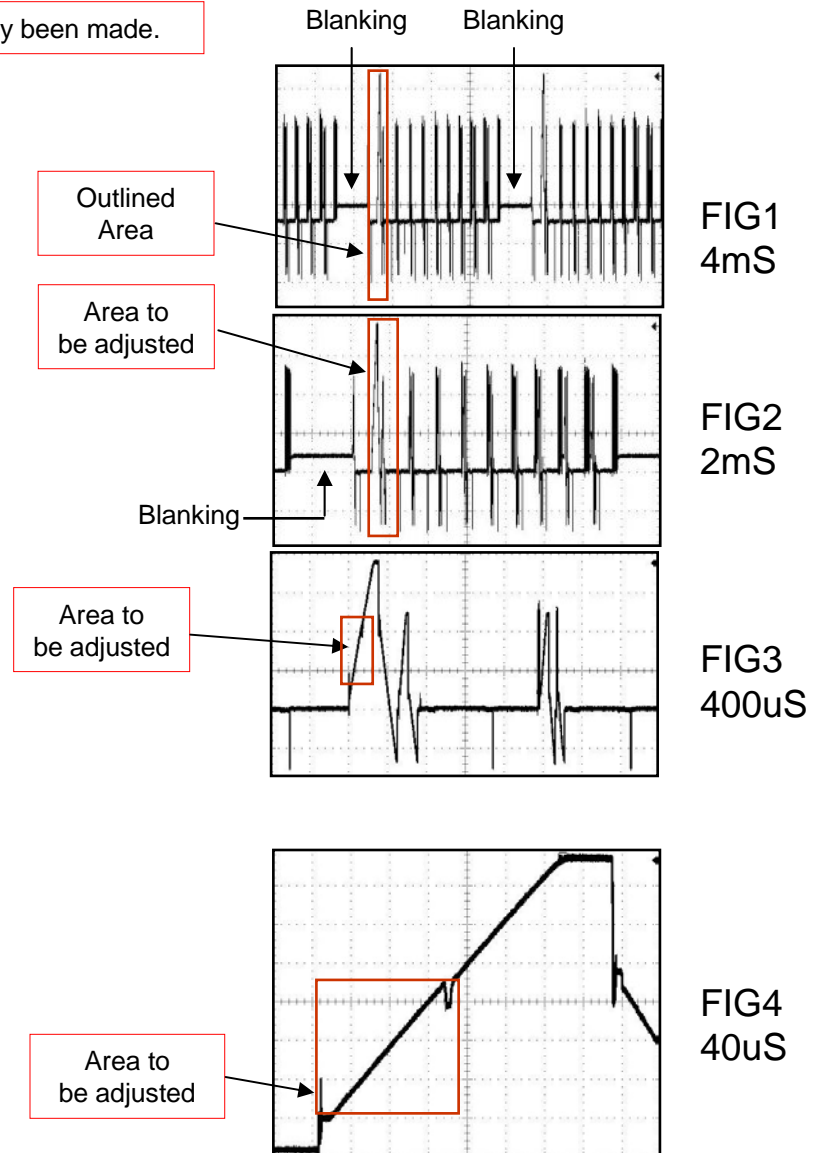 y been made.
Blanking
Blanking
Outlined
Area
FIG1
4mS
Area to
be adjusted
FIG2
2mS
Blanking
Area to
be adjusted
FIG3
400uS
FIG4
40uS
Area to
be adjusted